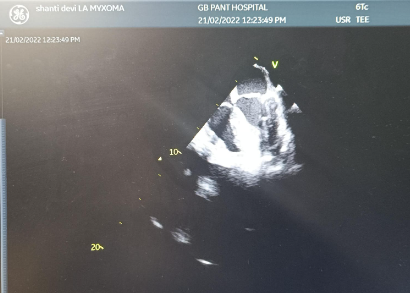 GE
shanti devi LA MYXOMA
GB PANT HOSPITAL
6Tc
21/02/2022 12:23:49 PM
USR TEE
21/02/2022 12:23:49 PM
V
10
20